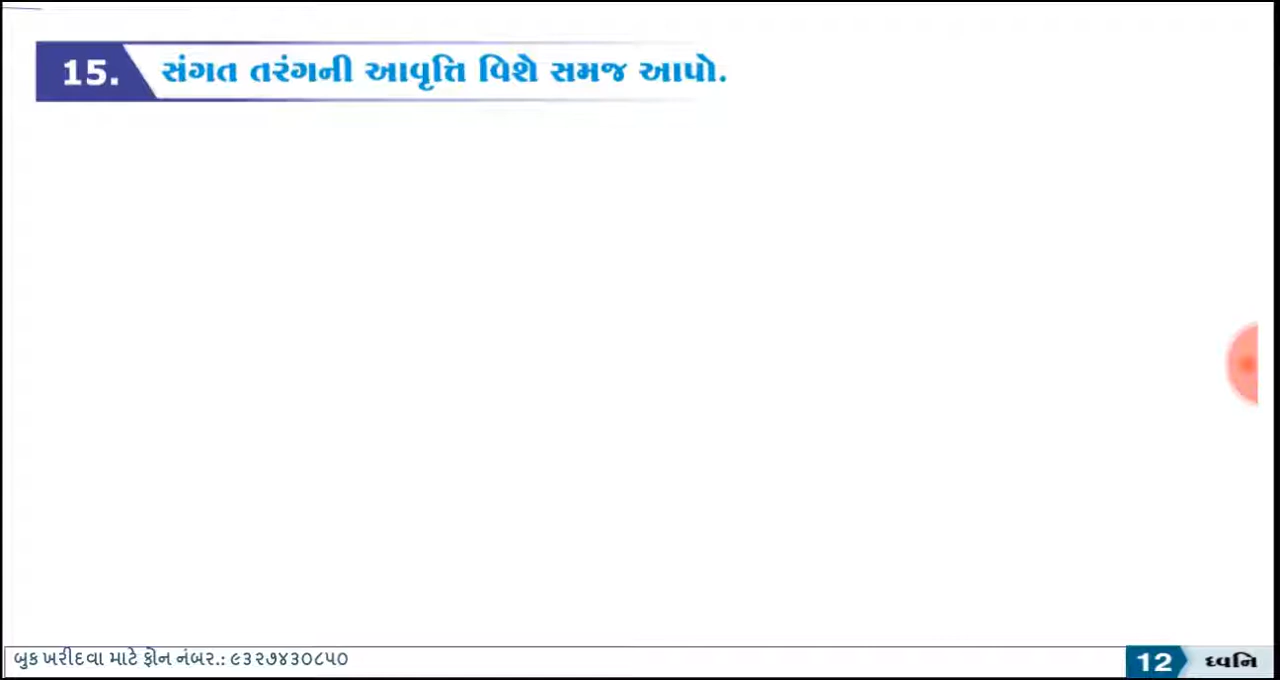 15. સંગત તરંગની આવૃત્તિ વિશે સમજ આપો.
બુક ખરીદવા માટે ફોન નંબર.: ૯૩૨૭૪૩૦૮૫૦
12 ધ્વનિ